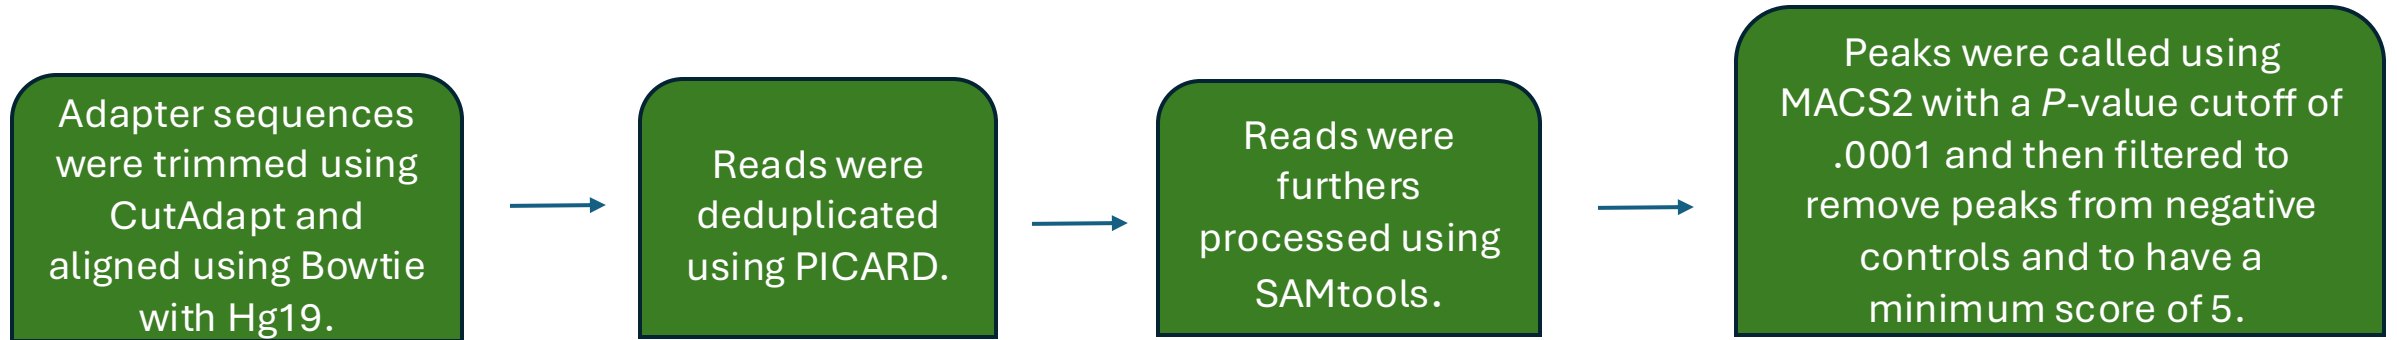 Adapter sequences
were trimmed using
CutAdapt and
aligned using Bowtie
with Hg19.
Reads were
deduplicated
using PICARD.
Reads were
furthers
processed using
SAMtools.
Peaks were called using
MACS2 with a P-value cutoff of
.0001 and then filtered to
remove peaks from negative
controls and to have a
minimum score of 5.